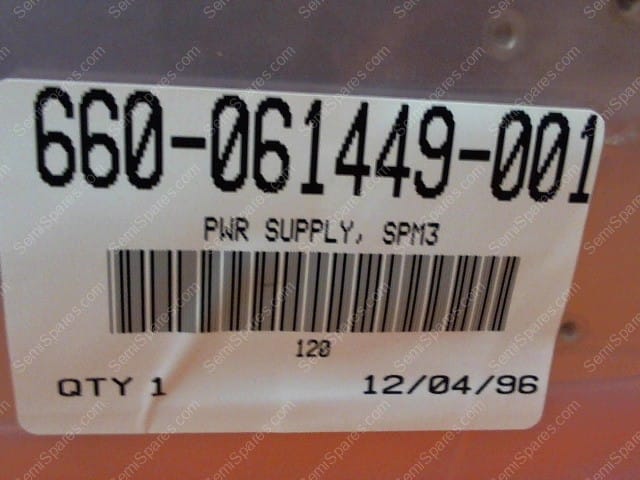 660-061449-001
PWR SUPPLY, SPM3
120
QTY 1 12/04/96
SemiSpares.com